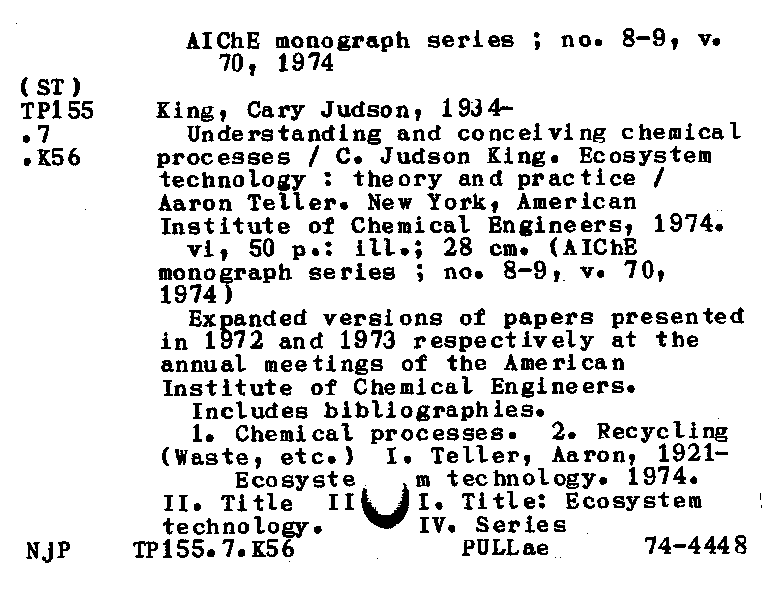 AIChE monograph series ; no. 8-9, v.
70, 1974
(ST)
TP155 King, Cary Judson, 1934-
.7 Understanding and conceiving chemical
.K56 processes / C. Judson King. Ecosystem
technology : theory and practice /
Aaron Teller. New York, American
Institute of Chemical Engineers, 1974.
vi, 50 p.: ill.; 28 cm. (AIChE
monograph series ; no. 8-9, v. 70,
1974)
Expanded versions of papers presented
in 1972 and 1973 respectively at the
annual meetings of the American
Institute of Chemical Engineers.
Includes bibliographies.
1. Chemical processes. 2. Recycling
(Waste, etc.) I. Teller, Aaron, 1921-
Ecosyste m technology. 1974.
II. Title II I. Title: Ecosystem
technology. IV. Series
NjP TP155.7.K56 PULLae 74-4448